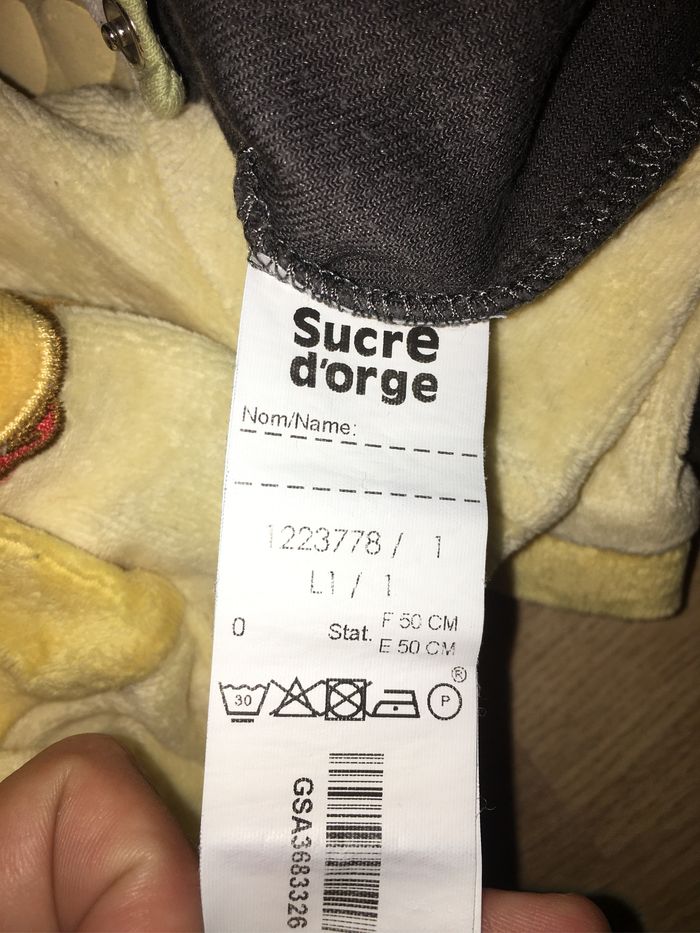 Sucre
d'orge
Nom/Name:
1223778 / 1
L1 / 1
0
Stat. F 50 CM
E 50 CM
®
30
P
GSA3683326